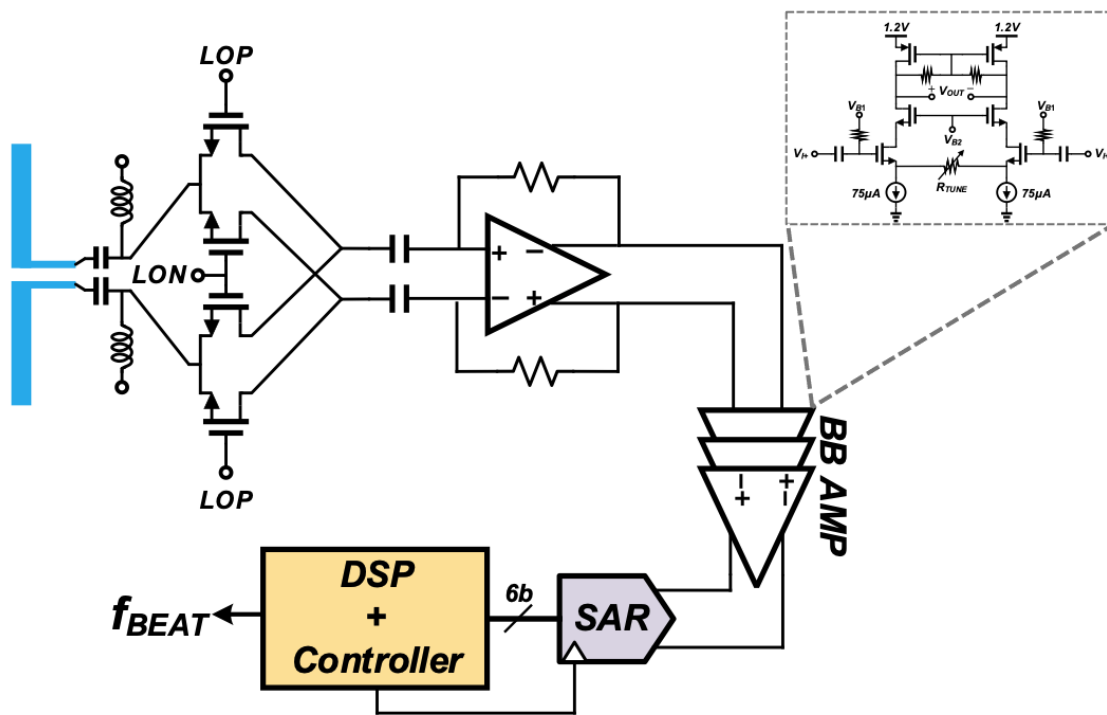 LOP
LON
LOP
+ −
− +
1.2V 1.2V
+ VOUT −
VB1 VB1
VB2
VI+ VI-
RTUNE
75µA 75µA
BB AMP
− +
+ −
6b
SAR
DSP
+
Controller
fBEAT